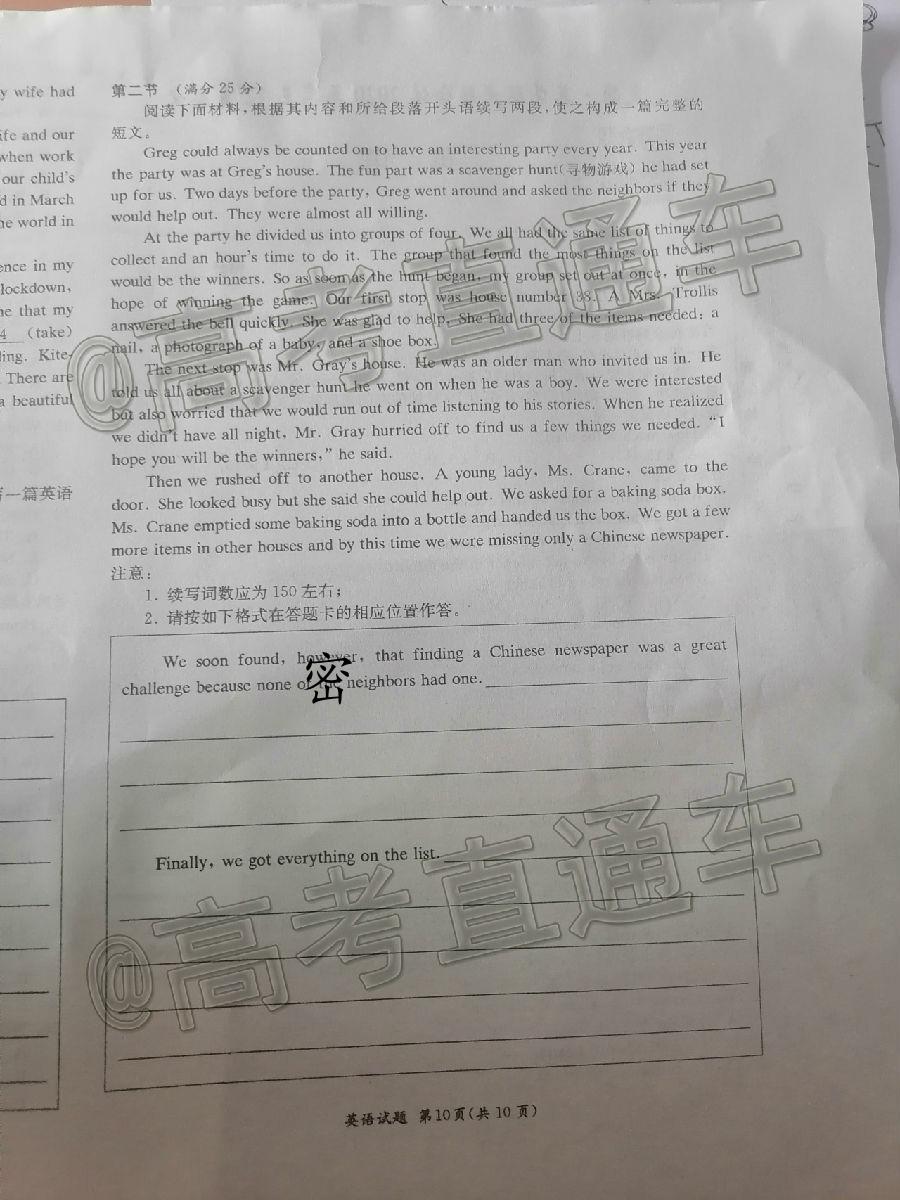 y wife had
ife and our
when work
our child's
d in March
he world in
ence in my
lockdown,
ne that my
4 (take)
ling. Kite-
There are
a beautiful
写一篇英语
第二节 (满分25分)
阅读下面材料,根据其内容和所给段落开头语续写两段,使之构成一篇完整的
短文。
Greg could always be counted on to have an interesting party every year. This year
the party was at Greg's house. The fun part was a scavenger hunt(寻物游戏) he had set
up for us. Two days before the party, Greg went around and asked the neighbors if they
would help out. They were almost all willing.
At the party he divided us into groups of four. We all had the same list of things to
collect and an hour's time to do it. The group that found the most things on the list
would be the winners. So as soon as the hunt began, my group set out at once, in the
hope of winning the game. Our first stop was house number 38. A Mrs. Trollis
answered the bell quickly. She was glad to help. She had three of the items needed: a
nail, a photograph of a baby, and a shoe box.
The next stop was Mr. Gray's house. He was an older man who invited us in. He
told us all about a scavenger hunt he went on when he was a boy. We were interested
but also worried that we would run out of time listening to his stories. When he realized
we didn't have all night, Mr. Gray hurried off to find us a few things we needed. "I
hope you will be the winners," he said.
Then we rushed off to another house. A young lady, Ms. Crane, came to the
door. She looked busy but she said she could help out. We asked for a baking soda box.
Ms. Crane emptied some baking soda into a bottle and handed us the box. We got a few
more items in other houses and by this time we were missing only a Chinese newspaper.
注意:
1. 续写词数应为150左右;
2. 请按如下格式在答题卡的相应位置作答。
We soon found, however, that finding a Chinese newspaper was a great
challenge because none of the neighbors had one.
密
Finally, we got everything on the list.
@高考直通车
@高考直通车
英语试题 第10页(共10页)